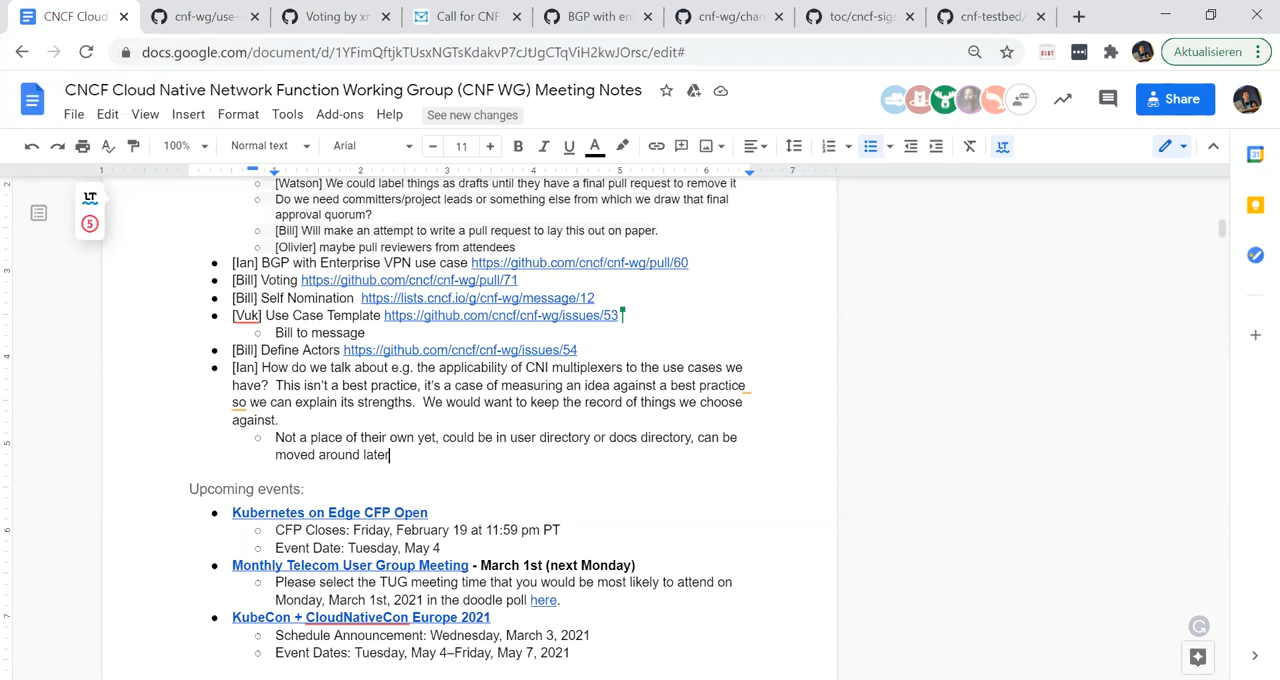 CNCF Cloud
cnf-wg/use-
Voting by xr
Call for CNF
BGP with en
cnf-wg/char
toc/cncf-sig
cnf-testbed/
docs.google.com/document/d/1YFimQftjkTUsxNGTsKdakvP7cJtJgCTqViH2kwJOrsc/edit#
Aktualisieren
CNCF Cloud Native Network Function Working Group (CNF WG) Meeting Notes
File Edit View Insert Format Tools Add-ons Help See new changes
Share
100% Normal text Arial 11
1 1 2 3 4 5 6 7
[Watson] We could label things as drafts until they have a final pull request to remove it
Do we need committers/project leads or something else from which we draw that final
approval quorum?
[Bill] Will make an attempt to write a pull request to lay this out on paper.
[Olivier] maybe pull reviewers from attendees
[Ian] BGP with Enterprise VPN use case https://github.com/cncf/cnf-wg/pull/60
[Bill] Voting https://github.com/cncf/cnf-wg/pull/71
[Bill] Self Nomination https://lists.cncf.io/g/cnf-wg/message/12
[Vuk] Use Case Template https://github.com/cncf/cnf-wg/issues/53
Bill to message
[Bill] Define Actors https://github.com/cncf/cnf-wg/issues/54
[Ian] How do we talk about e.g. the applicability of CNI multiplexers to the use cases we
have? This isn't a best practice, it's a case of measuring an idea against a best practice
so we can explain its strengths. We would want to keep the record of things we choose
against.
Not a place of their own yet, could be in user directory or docs directory, can be
moved around later
Upcoming events:
Kubernetes on Edge CFP Open
CFP Closes: Friday, February 19 at 11:59 pm PT
Event Date: Tuesday, May 4
Monthly Telecom User Group Meeting - March 1st (next Monday)
Please select the TUG meeting time that you would be most likely to attend on
Monday, March 1st, 2021 in the doodle poll here.
KubeCon + CloudNativeCon Europe 2021
Schedule Announcement: Wednesday, March 3, 2021
Event Dates: Tuesday, May 4–Friday, May 7, 2021